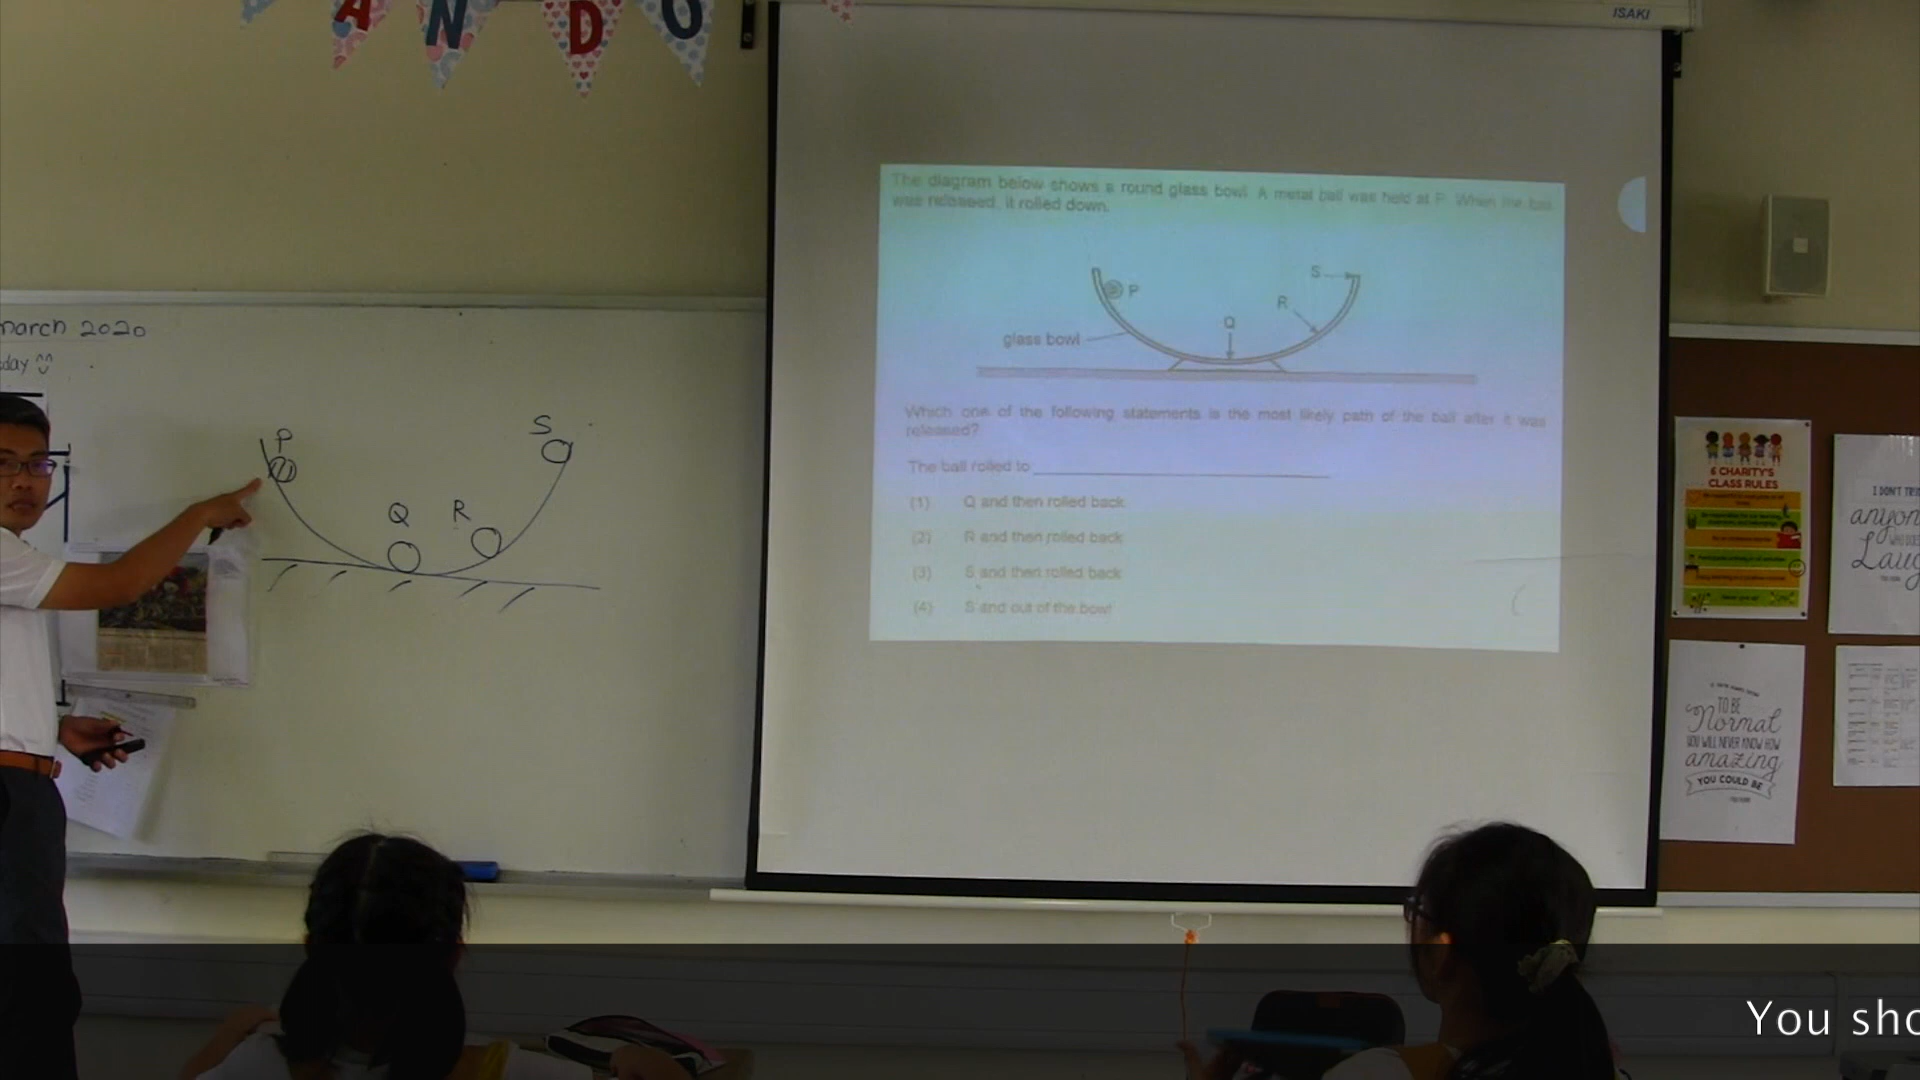 A N D O
ISAKI
march 2020
day
P
S
Q
R
The diagram below shows a round glass bowl. A metal ball was held at P. When the ball
was released, it rolled down.
S
P
R
Q
glass bowl
Which one of the following statements is the most likely path of the ball after it was
released?
The ball rolled to
(1) Q and then rolled back
(2) R and then rolled back
(3) S and then rolled back
(4) S and out of the bowl
6 CHARITY'S
CLASS RULES
I DON'T TRU
anyon
Laug
TO BE
Normal
YOU WILL NEVER KNOW HOW
amazing
YOU COULD BE
You sho